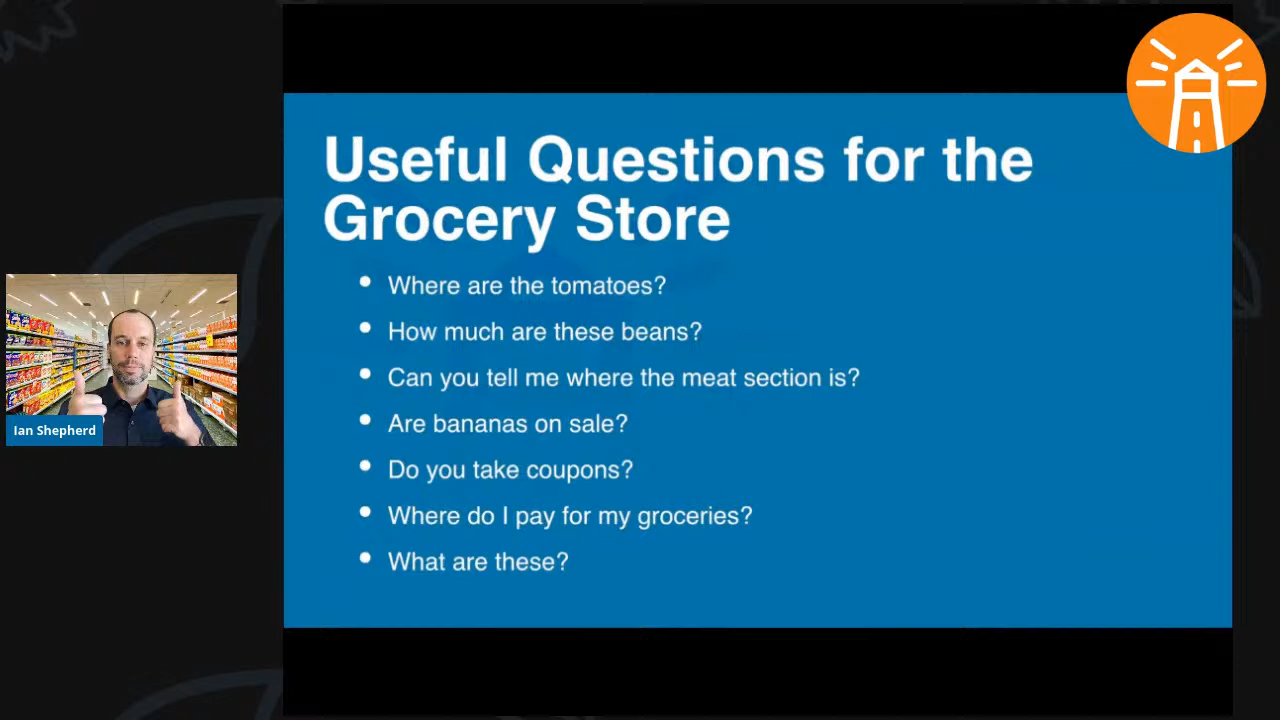 Useful Questions for the
Grocery Store
• Where are the tomatoes?
• How much are these beans?
• Can you tell me where the meat section is?
• Are bananas on sale?
• Do you take coupons?
• Where do I pay for my groceries?
• What are these?
Ian Shepherd